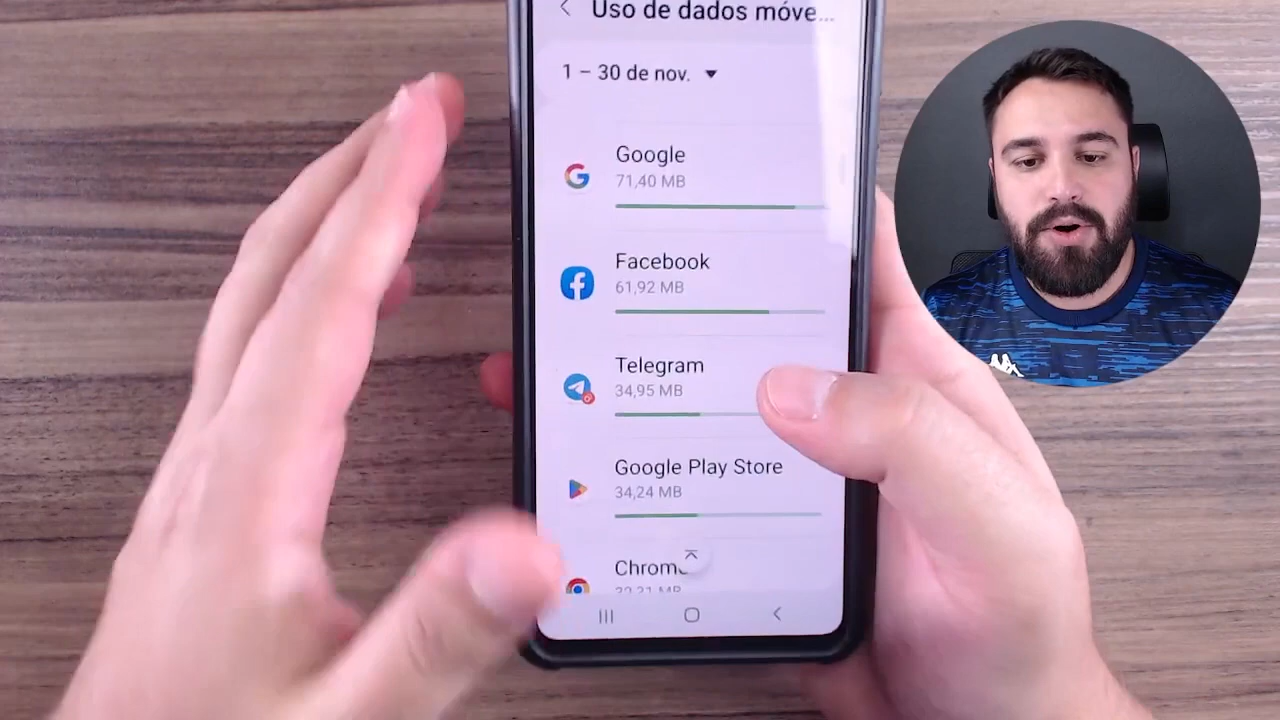 Uso de dados móve...
1 – 30 de nov.
Google
71,40 MB
Facebook
61,92 MB
Telegram
34,95 MB
Google Play Store
34,24 MB
Chrome